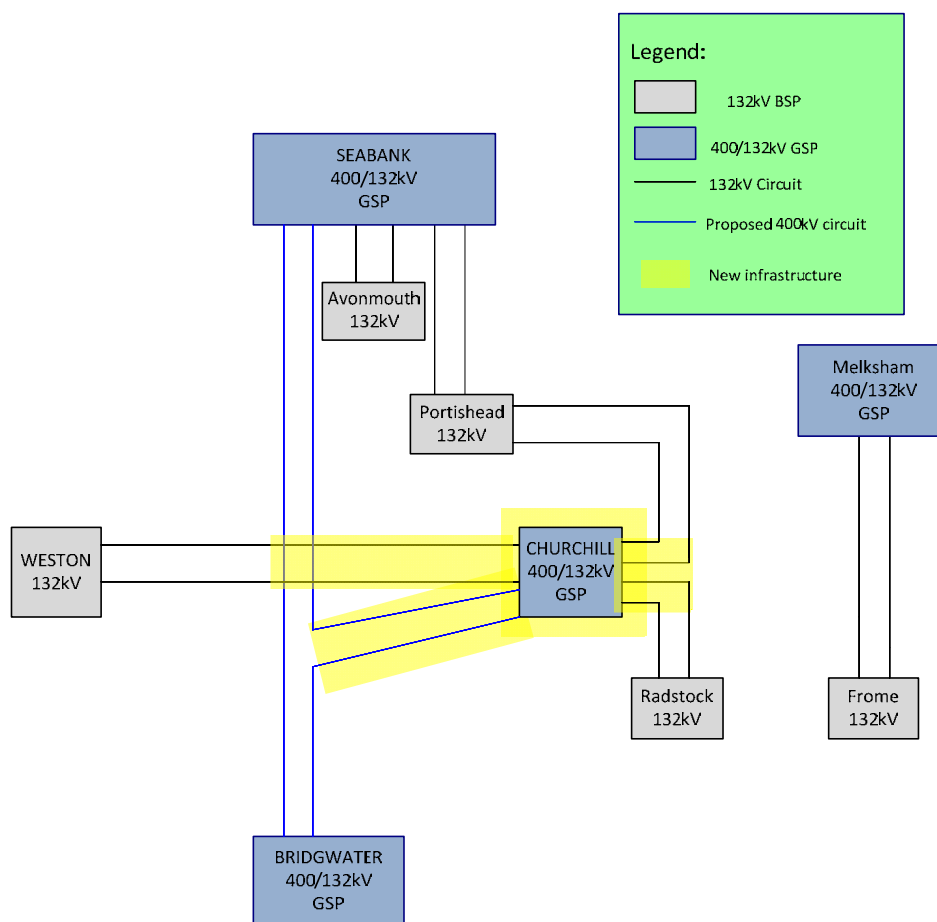 Legend:
132kV BSP
400/132kV GSP
132kV Circuit
Proposed 400kV circuit
New infrastructure
SEABANK
400/132kV
GSP
Avonmouth
132kV
Portishead
132kV
Melksham
400/132kV
GSP
WESTON
132kV
CHURCHILL
400/132kV
GSP
Radstock
132kV
Frome
132kV
BRIDGWATER
400/132kV
GSP